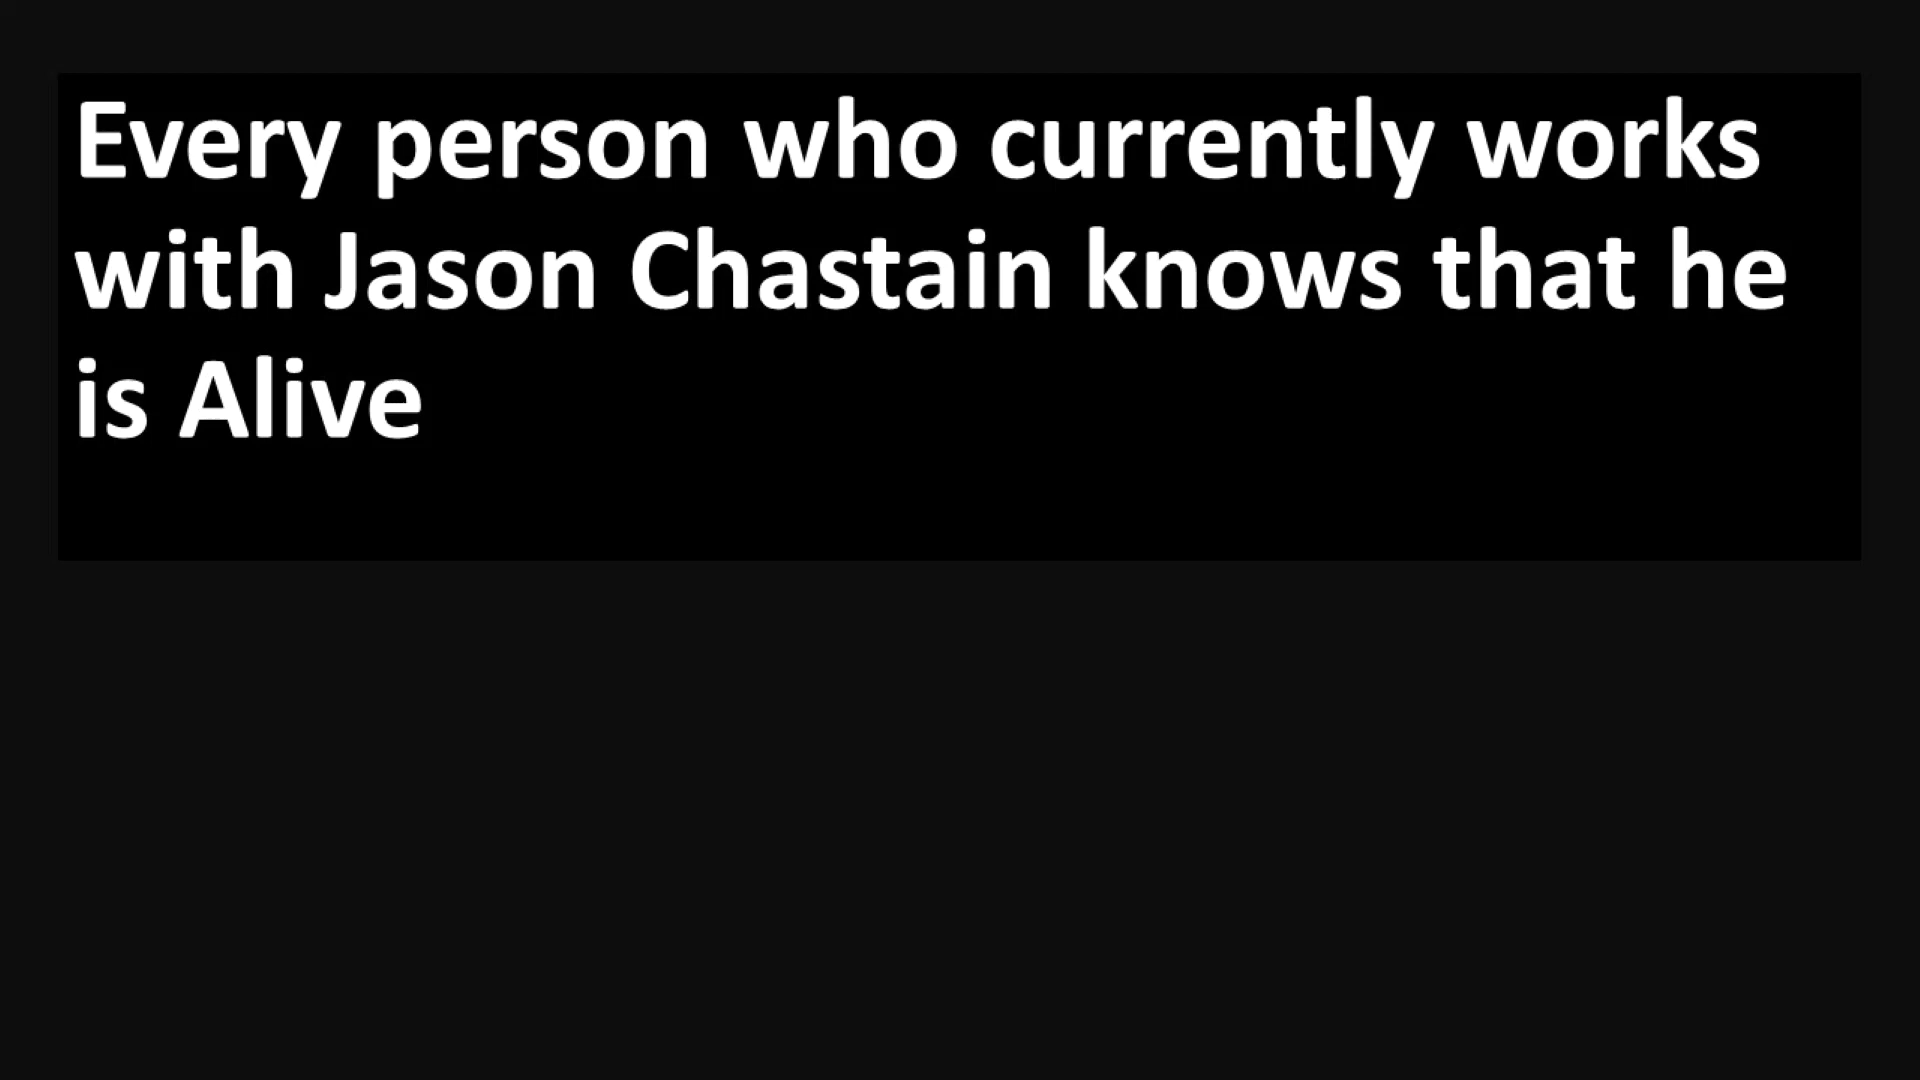 Every person who currently works
with Jason Chastain knows that he
is Alive